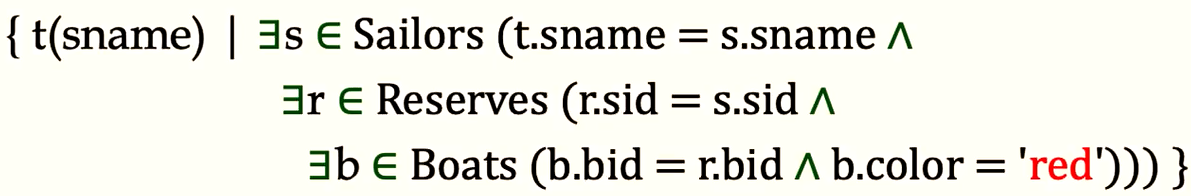 { t(sname) | ∃s ∈ Sailors (t.sname = s.sname ∧
∃r ∈ Reserves (r.sid = s.sid ∧
∃b ∈ Boats (b.bid = r.bid ∧ b.color = 'red'))) }